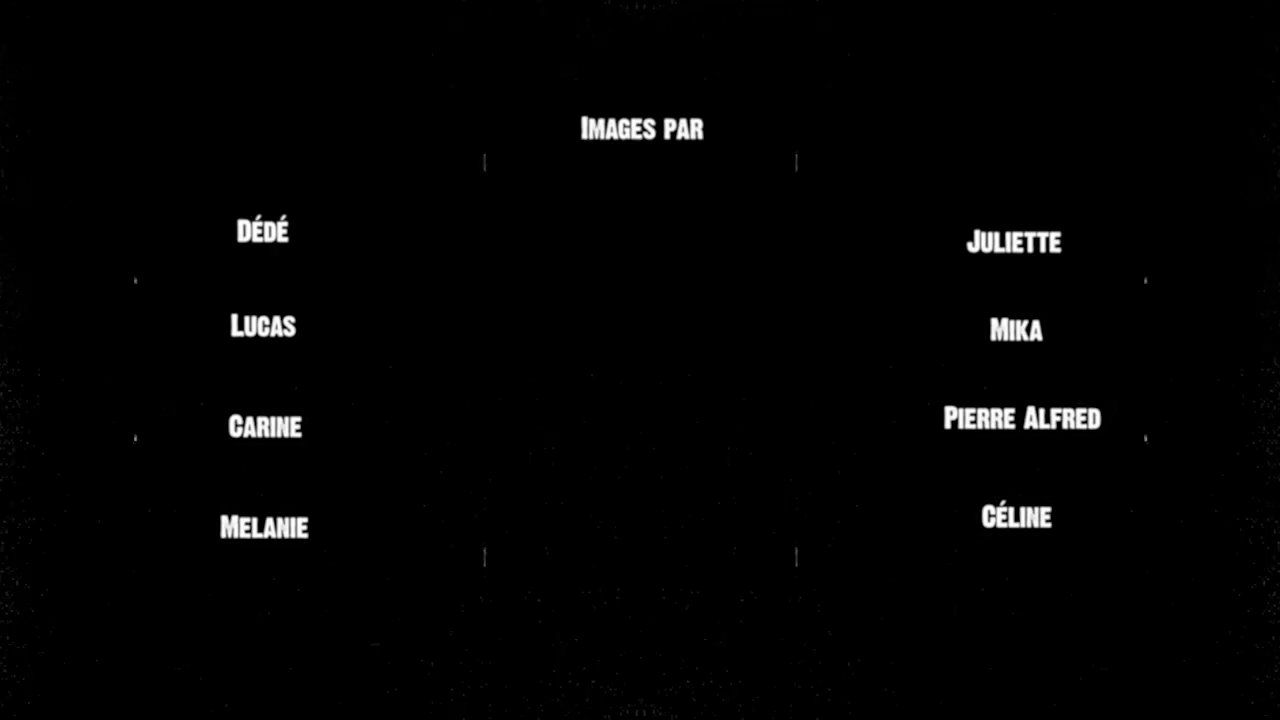 Images par
Dédé
Lucas
Carine
Melanie
Juliette
Mika
Pierre Alfred
Céline